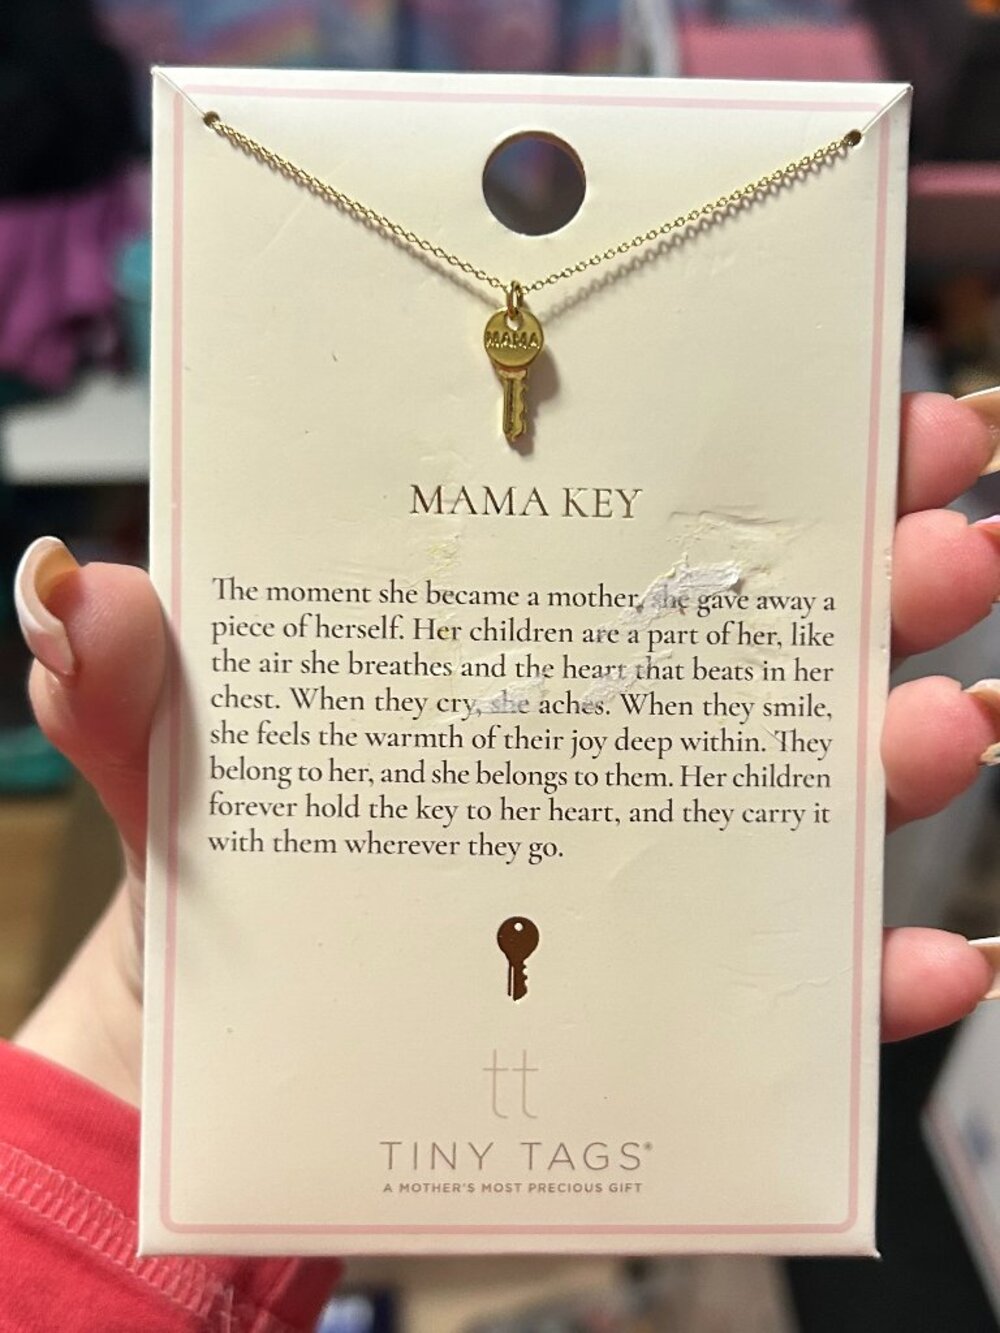 MAMA
MAMA KEY
The moment she became a mother, she gave away a
piece of herself. Her children are a part of her, like
the air she breathes and the heart that beats in her
chest. When they cry, she aches. When they smile,
she feels the warmth of their joy deep within. They
belong to her, and she belongs to them. Her children
forever hold the key to her heart, and they carry it
with them wherever they go.
tt
TINY TAGS®
A MOTHER'S MOST PRECIOUS GIFT